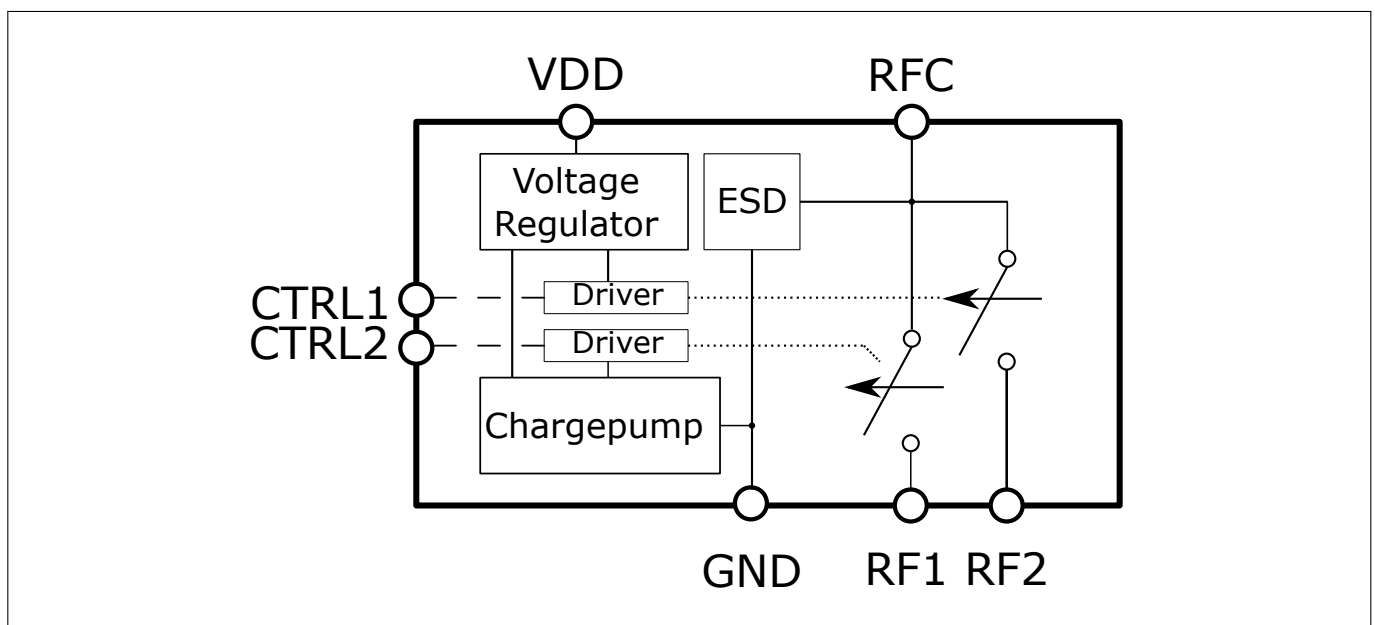 VDD
RFC
Voltage
Regulator
ESD
CTRL1
Driver
CTRL2
Driver
Chargepump
GND
RF1
RF2